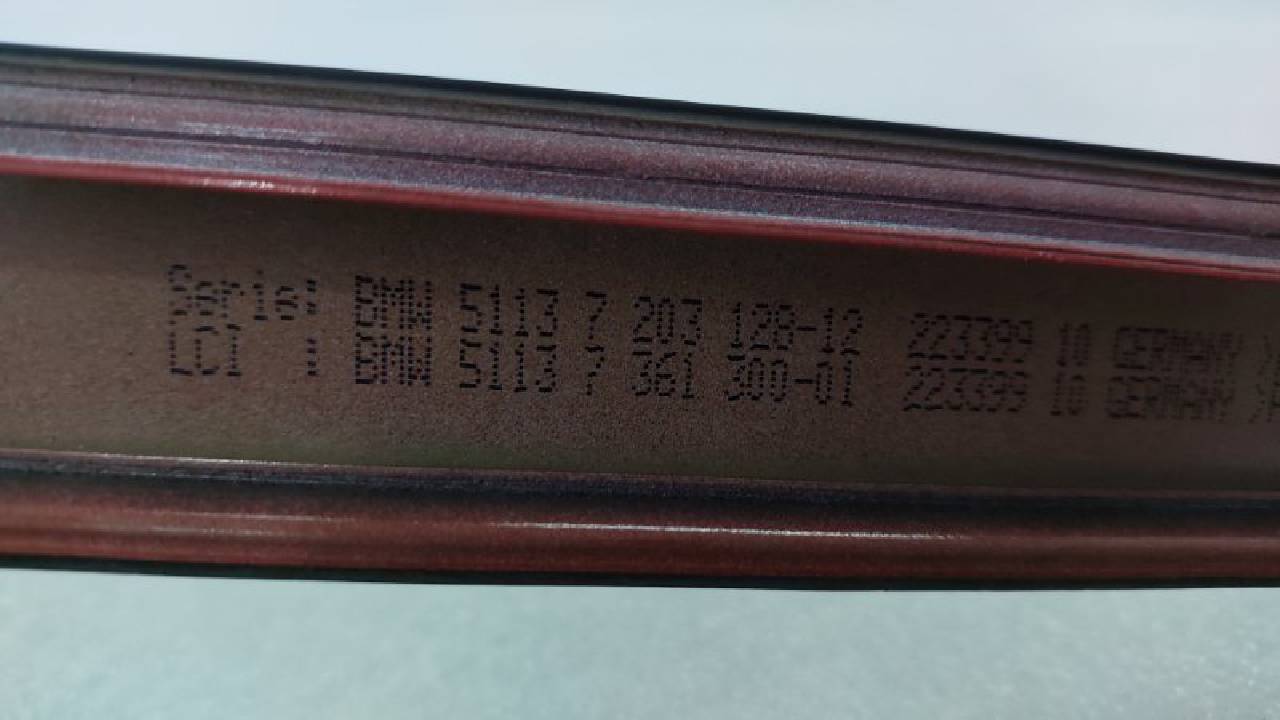 Serie: BMW 5113 7 203 128-12 223399 10 GERMANY >
LCI : BMW 5113 7 361 300-01 223399 10 GERMANY >